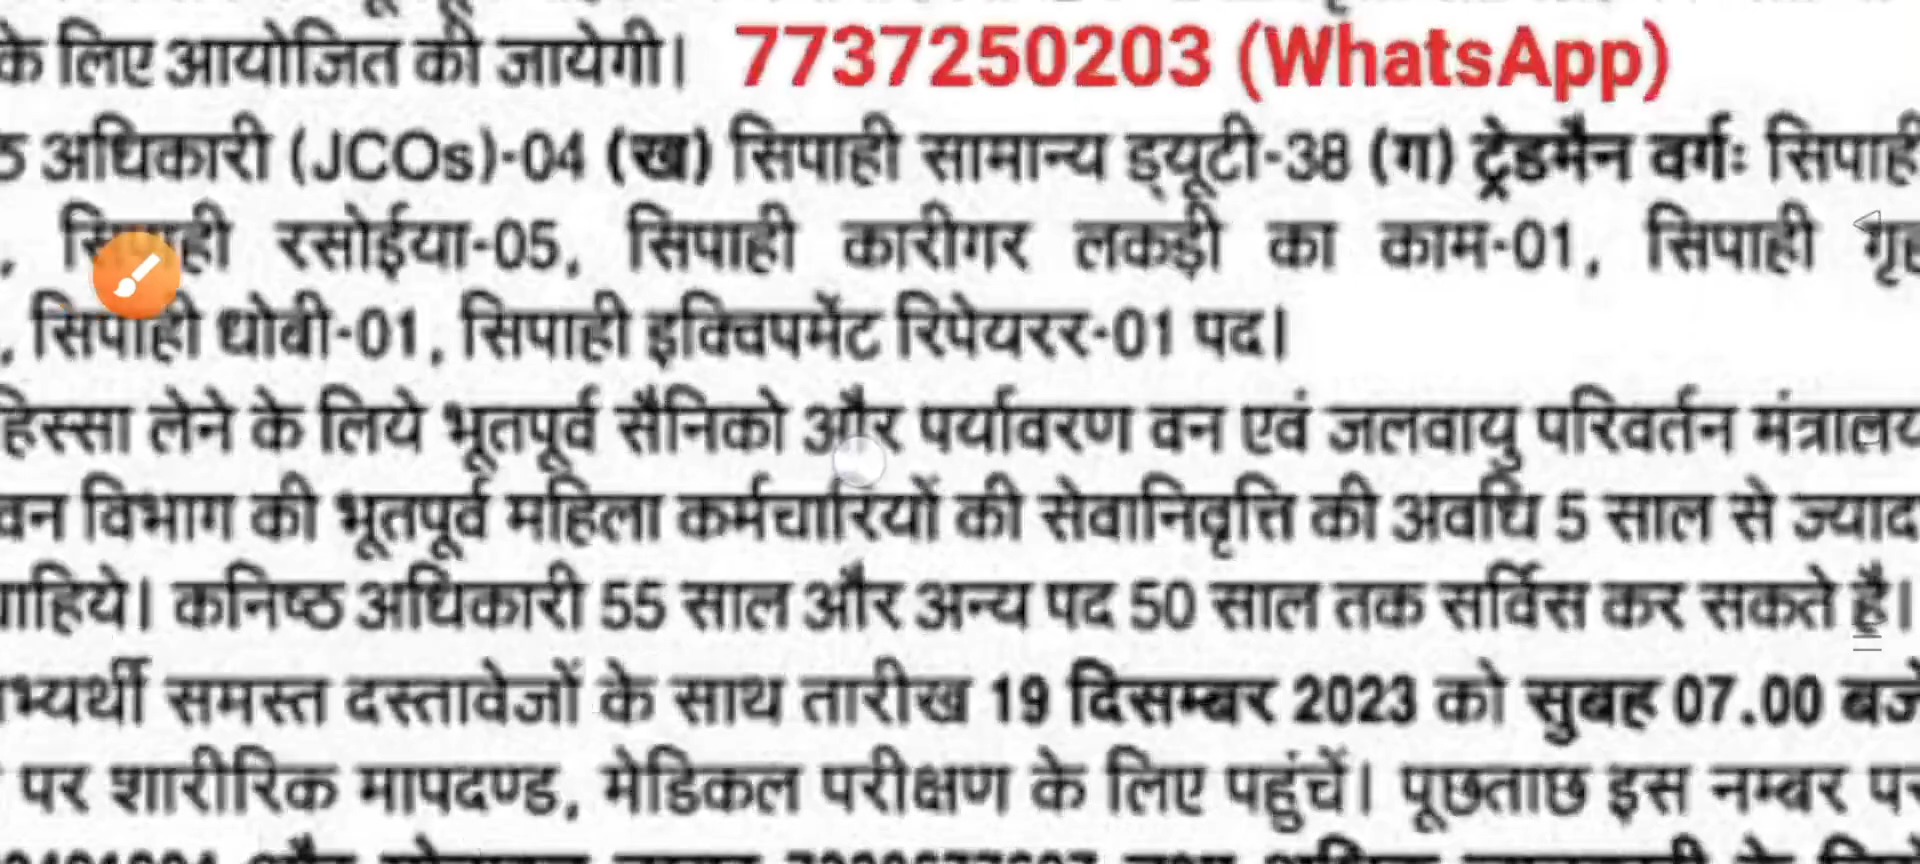 के लिए आयोजित की जायेगी। 7737250203 (WhatsApp)
अधिकारी (JCOs)-04 (ख) सिपाही सामान्य ड्यूटी-38 (ग) ट्रेडमैन वर्गः सिपाही
, सिपाही रसोईया-05, सिपाही कारीगर लकड़ी का काम-01, सिपाही
, सिपाही धोबी-01, सिपाही इक्विपमेंट रिपेयरर-01 पद।
हिस्सा लेने के लिये भूतपूर्व सैनिको और पर्यावरण वन एवं जलवायु परिवर्तन मंत्रालय
वन विभाग की भूतपूर्व महिला कर्मचारियों की सेवानिवृत्ति की अवधि 5 साल से
कनिष्ठ अधिकारी 55 साल और अन्य पद 50 साल तक सर्विस कर सकते है।
समस्त दस्तावेजों के साथ तारीख 19 दिसम्बर 2023 को सुबह 07.00 बजे
पर शारीरिक मापदण्ड, मेडिकल परीक्षण के लिए पहुंचें। पूछताछ इस नम्बर पर